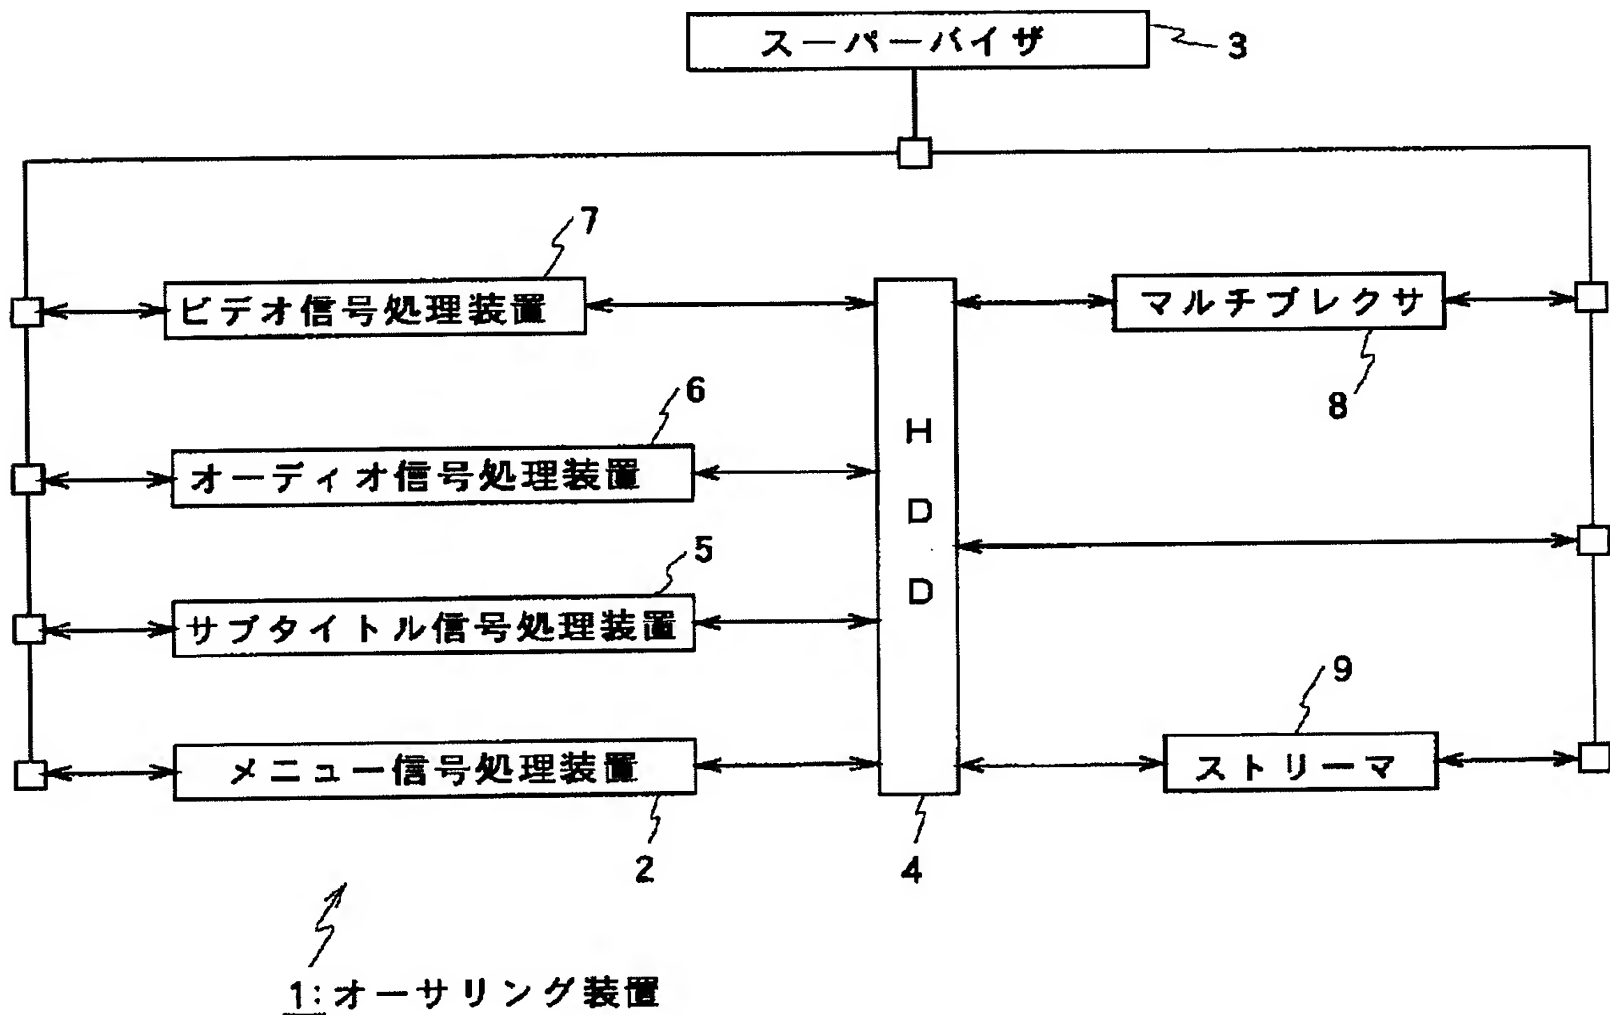 スーパーバイザ
3
7
ビデオ信号処理装置
マルチプレクサ
8
6
オーディオ信号処理装置
HDD
5
サブタイトル信号処理装置
9
メニュー信号処理装置
ストリーマ
2
4
1:オーサリング装置